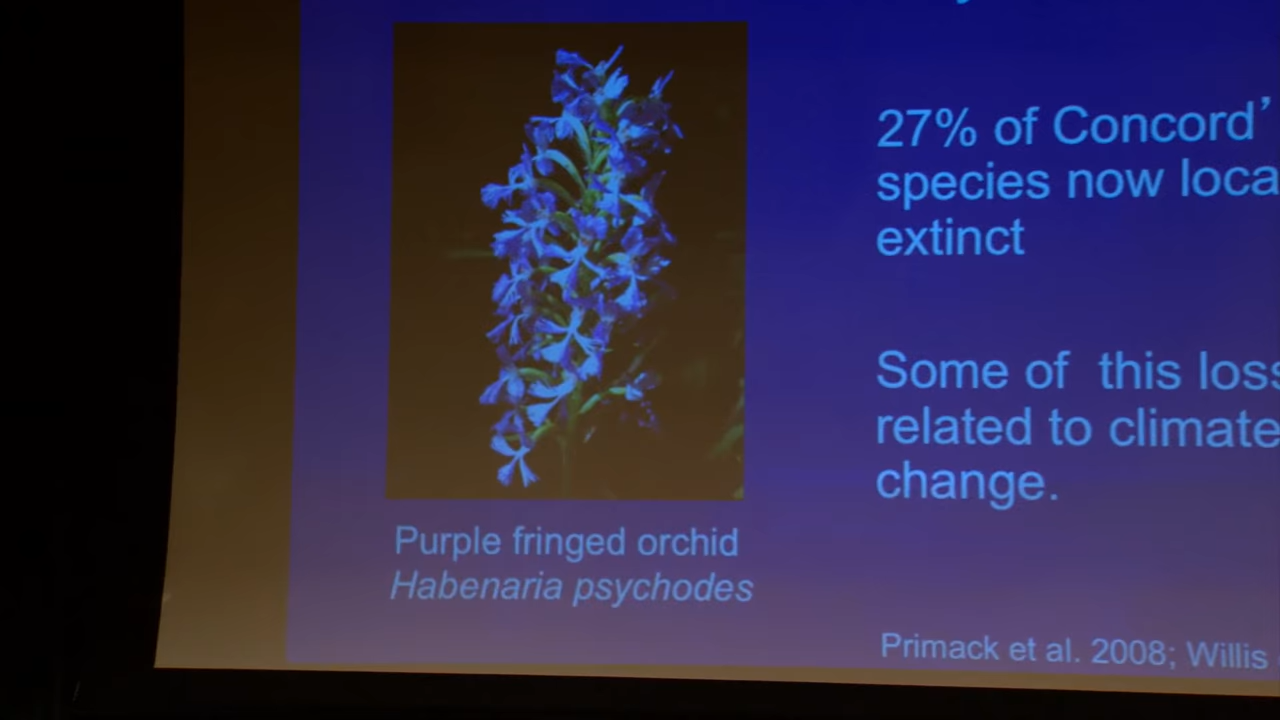 27% of Concord’
species now loca
extinct
Some of this loss
related to climate
change.
Purple fringed orchid
Habenaria psychodes
Primack et al. 2008; Willis